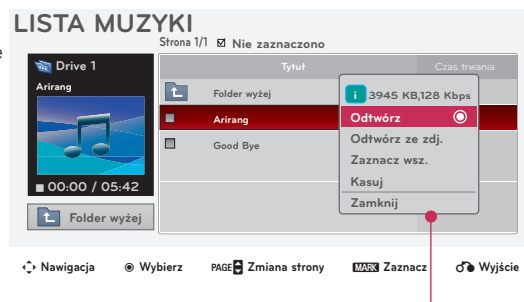 LISTA MUZYKI
Strona 1/1 Nie zaznaczono
e
Drive 1
Arirang
00:00 / 05:42
Folder wyżej
Tytuł Czas trwania
Folder wyżej
Arirang
Good Bye
i 3945 KB,128 Kbps
Odtwórz
Odtwórz ze zdj.
Zaznacz wsz.
Kasuj
Zamknij
Nawigacja Wybierz PAGE Zmiana strony MARK Zaznacz Wyjście